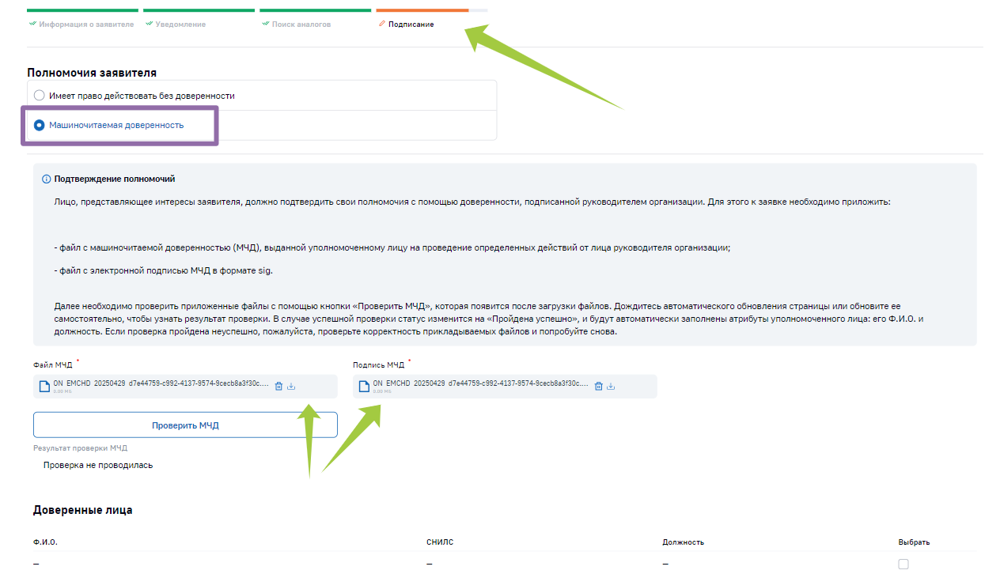 Информация о заявителе Уведомление Поиск аналогов Подписание
Полномочия заявителя
Имеет право действовать без доверенности
Машиночитаемая доверенность
Подтверждение полномочий
Лицо, представляющее интересы заявителя, должно подтвердить свои полномочия с помощью доверенности, подписанной руководителем организации. Для этого к заявке необходимо приложить:
- файл с машиночитаемой доверенностью (МЧД), выданной уполномоченному лицу на проведение определенных действий от лица руководителя организации;
- файл с электронной подписью МЧД в формате sig.
Далее необходимо проверить приложенные файлы с помощью кнопки «Проверить МЧД», которая появится после загрузки файлов. Дождитесь автоматического обновления страницы или обновите ее
самостоятельно, чтобы узнать результат проверки. В случае успешной проверки статус изменится на «Пройдена успешно», и будут автоматически заполнены атрибуты уполномоченного лица: его Ф.И.О. и
должность. Если проверка пройдена неуспешно, пожалуйста, проверьте корректность прикладываемых файлов и попробуйте снова.
Файл МЧД * Подпись МЧД *
ON_EMCHD_20250429_d7e44759-c992-4137-9574-9cecb8a3f30c.... ON_EMCHD_20250429_d7e44759-c992-4137-9574-9cecb8a3f30c....
0.00 МБ 0.00 МБ
Проверить МЧД
Результат проверки МЧД
Проверка не проводилась
Доверенные лица
Ф.И.О. СНИЛС Должность Выбрать
— — —